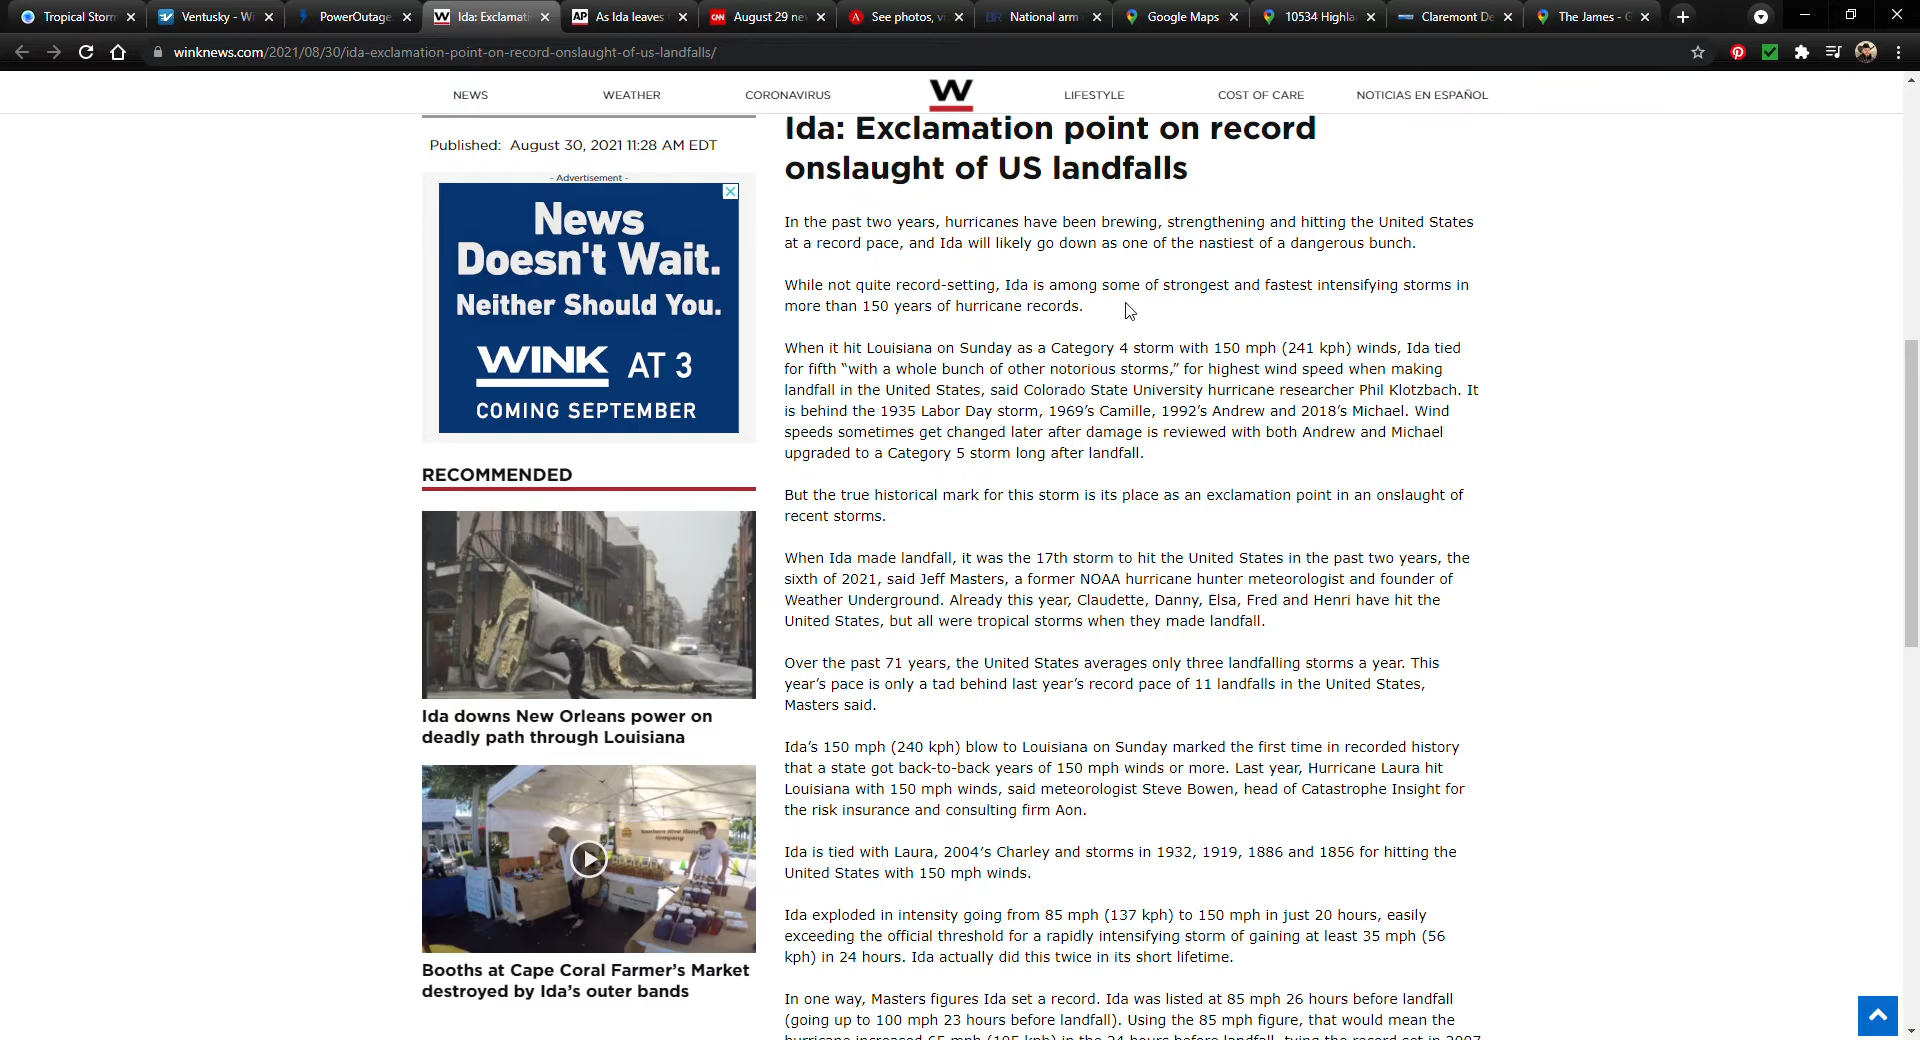 Tropical Storm
Ventusky - Wi
PowerOutage.
Ida: Exclamati
AP As Ida leaves
CNN August 29 ne
A See photos, vi
BR National arm
Google Maps
10534 Highla
Claremont De
The James - G
winknews.com/2021/08/30/ida-exclamation-point-on-record-onslaught-of-us-landfalls/
NEWS
WEATHER
CORONAVIRUS
W
LIFESTYLE
COST OF CARE
NOTICIAS EN ESPAÑOL
Published: August 30, 2021 11:28 AM EDT
- Advertisement -
News
Doesn't Wait.
Neither Should You.
WINK AT 3
COMING SEPTEMBER
RECOMMENDED
Ida downs New Orleans power on
deadly path through Louisiana
Booths at Cape Coral Farmer's Market
destroyed by Ida's outer bands
Ida: Exclamation point on record
onslaught of US landfalls
In the past two years, hurricanes have been brewing, strengthening and hitting the United States
at a record pace, and Ida will likely go down as one of the nastiest of a dangerous bunch.
While not quite record-setting, Ida is among some of strongest and fastest intensifying storms in
more than 150 years of hurricane records.
When it hit Louisiana on Sunday as a Category 4 storm with 150 mph (241 kph) winds, Ida tied
for fifth “with a whole bunch of other notorious storms,” for highest wind speed when making
landfall in the United States, said Colorado State University hurricane researcher Phil Klotzbach. It
is behind the 1935 Labor Day storm, 1969’s Camille, 1992’s Andrew and 2018’s Michael. Wind
speeds sometimes get changed later after damage is reviewed with both Andrew and Michael
upgraded to a Category 5 storm long after landfall.
But the true historical mark for this storm is its place as an exclamation point in an onslaught of
recent storms.
When Ida made landfall, it was the 17th storm to hit the United States in the past two years, the
sixth of 2021, said Jeff Masters, a former NOAA hurricane hunter meteorologist and founder of
Weather Underground. Already this year, Claudette, Danny, Elsa, Fred and Henri have hit the
United States, but all were tropical storms when they made landfall.
Over the past 71 years, the United States averages only three landfalling storms a year. This
year’s pace is only a tad behind last year’s record pace of 11 landfalls in the United States,
Masters said.
Ida’s 150 mph (240 kph) blow to Louisiana on Sunday marked the first time in recorded history
that a state got back-to-back years of 150 mph winds or more. Last year, Hurricane Laura hit
Louisiana with 150 mph winds, said meteorologist Steve Bowen, head of Catastrophe Insight for
the risk insurance and consulting firm Aon.
Ida is tied with Laura, 2004’s Charley and storms in 1932, 1919, 1886 and 1856 for hitting the
United States with 150 mph winds.
Ida exploded in intensity going from 85 mph (137 kph) to 150 mph in just 20 hours, easily
exceeding the official threshold for a rapidly intensifying storm of gaining at least 35 mph (56
kph) in 24 hours. Ida actually did this twice in its short lifetime.
In one way, Masters figures Ida set a record. Ida was listed at 85 mph 26 hours before landfall
(going up to 100 mph 23 hours before landfall). Using the 85 mph figure, that would mean the
hurricane increased 65 mph (105 kph) in the 24 hours before landfall, tying the record set in 2007